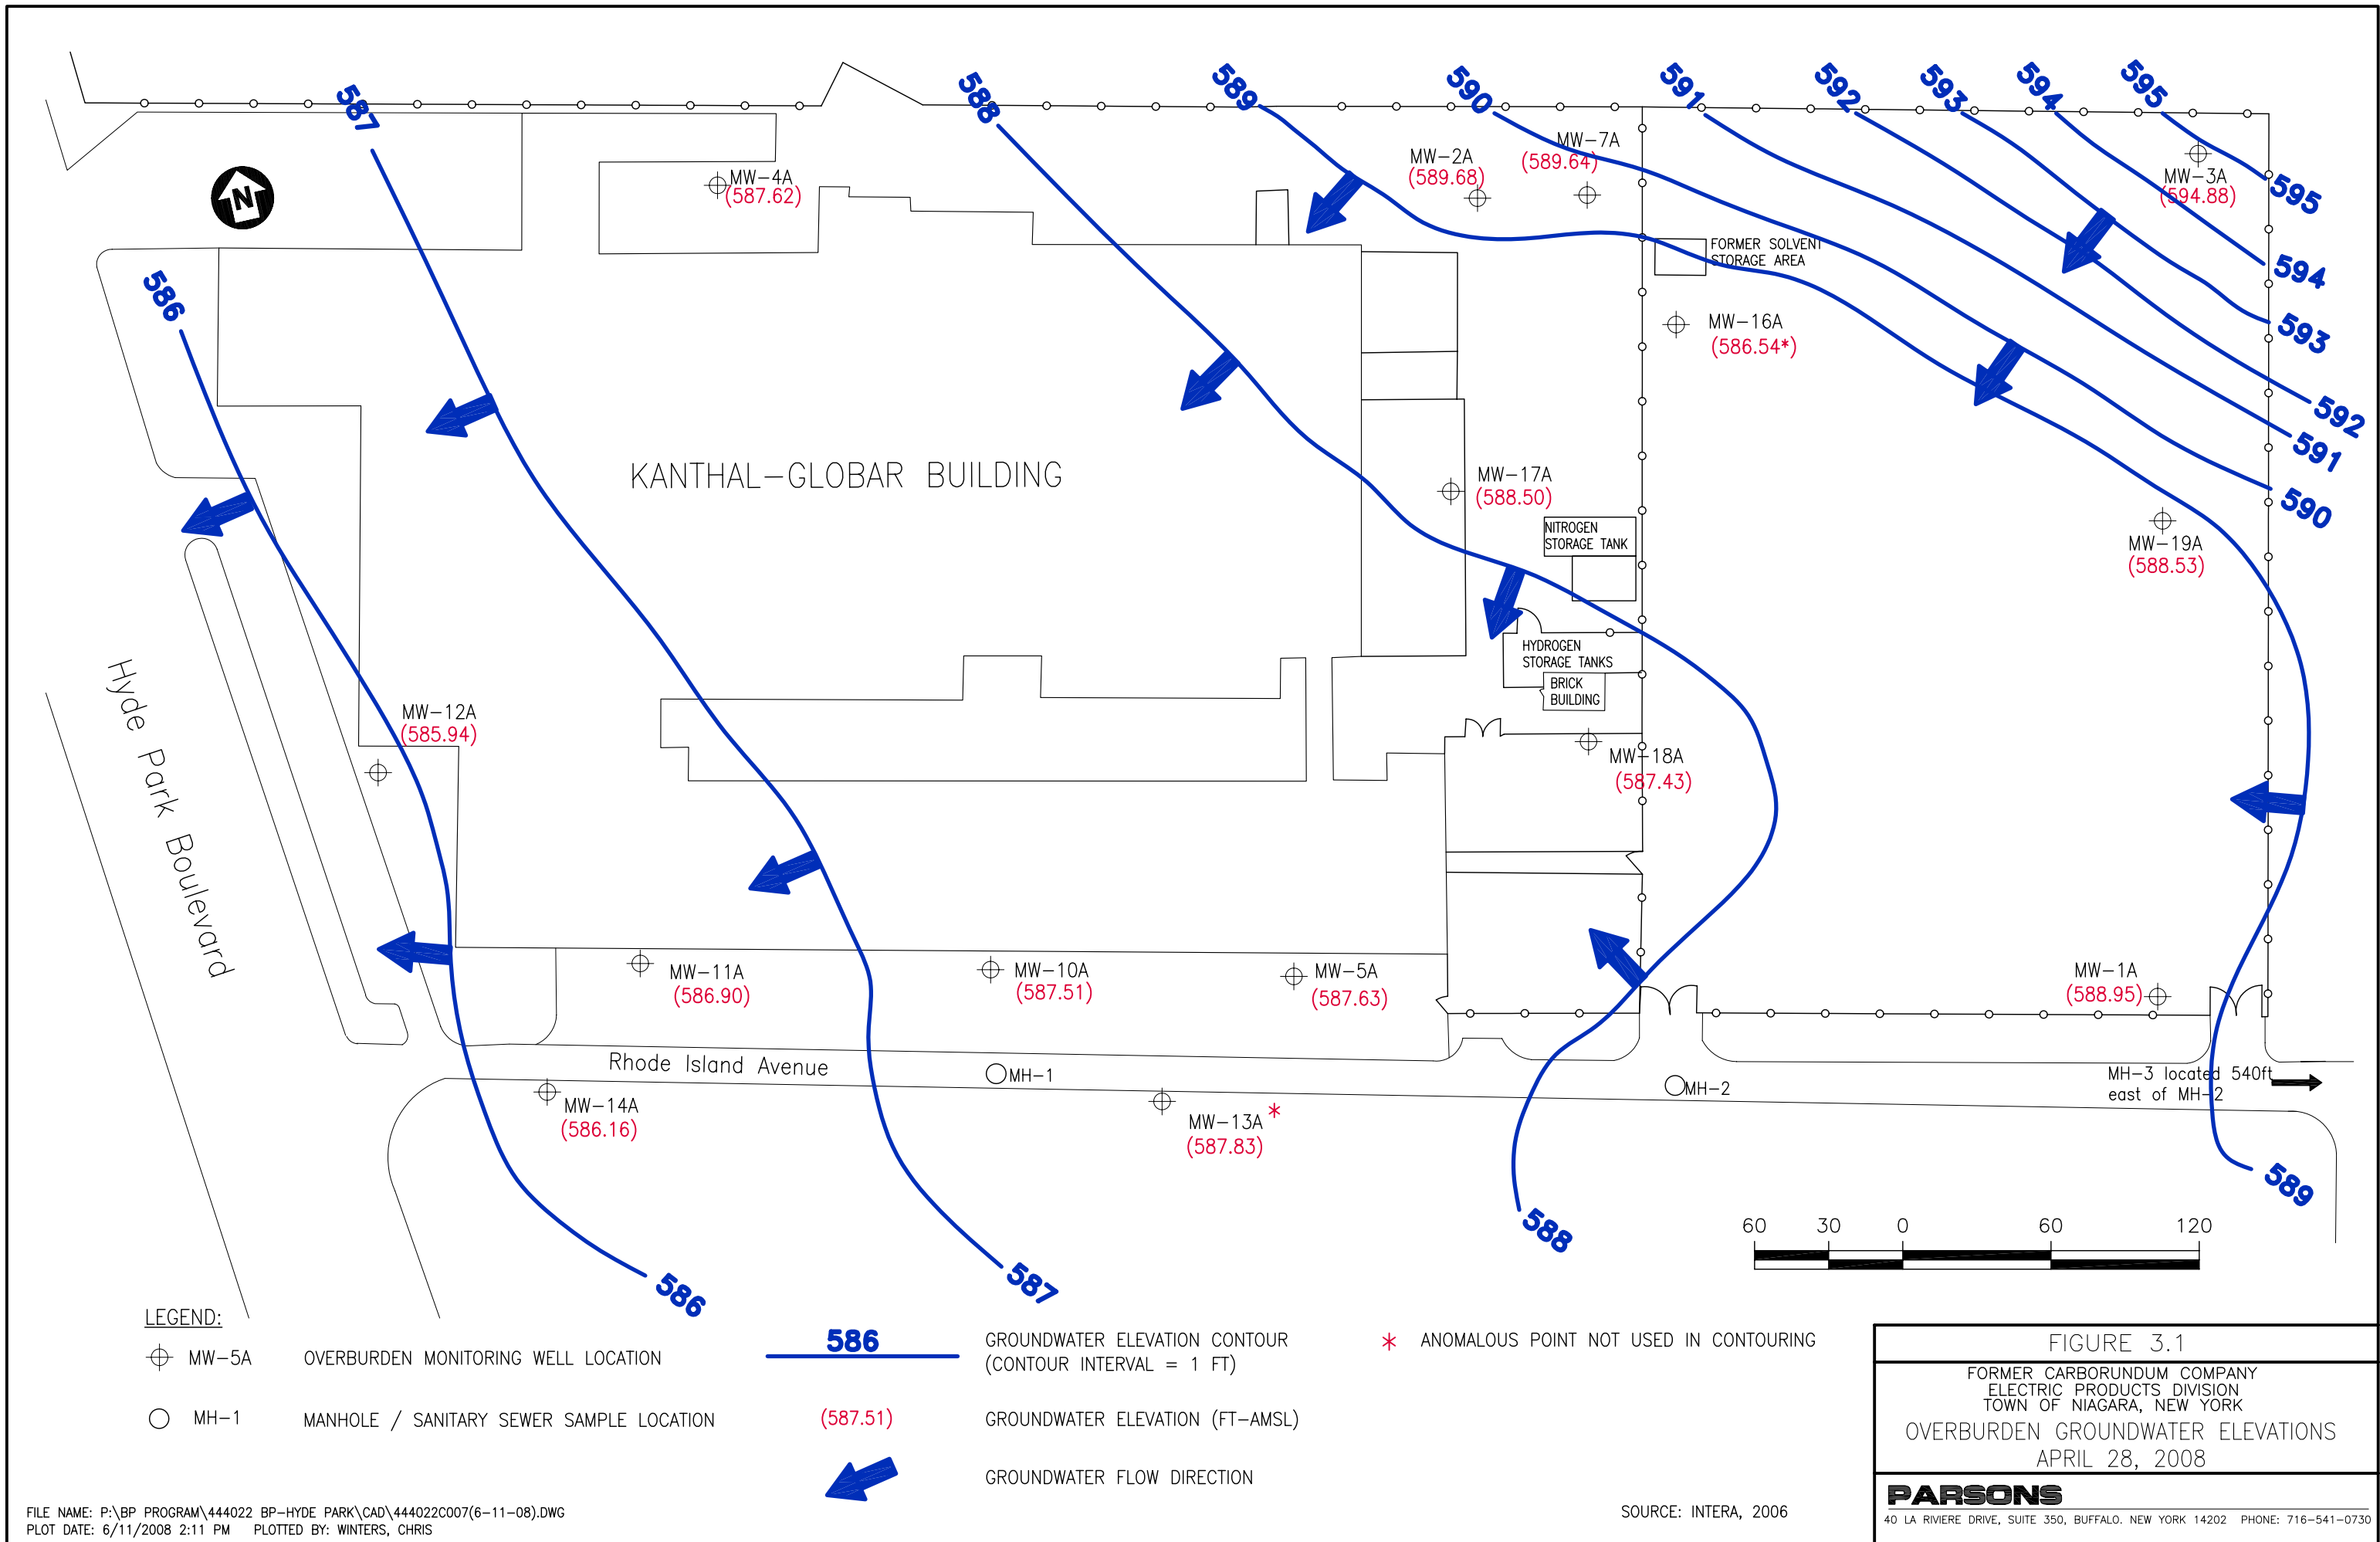 587
588
589
590
591
592
593
594
595
N
MW-4A
(587.62)
MW-2A
(589.68)
MW-7A
(589.64)
MW-3A
(594.88)
595
FORMER SOLVENT
STORAGE AREA
594
586
MW-16A
(586.54*)
593
592
591
KANTHAL-GLOBAR BUILDING
MW-17A
(588.50)
590
NITROGEN
STORAGE TANK
MW-19A
(588.53)
HYDROGEN
STORAGE TANKS
BRICK
BUILDING
Hyde Park Boulevard
MW-12A
(585.94)
MW-18A
(587.43)
MW-11A
(586.90)
MW-10A
(587.51)
MW-5A
(587.63)
MW-1A
(588.95)
Rhode Island Avenue
MH-1
MH-2
MH-3 located 540ft
east of MH-2
MW-14A
(586.16)
MW-13A *
(587.83)
589
588
587
586
60 30 0 60 120
LEGEND:
MW-5A OVERBURDEN MONITORING WELL LOCATION
MH-1 MANHOLE / SANITARY SEWER SAMPLE LOCATION
586 GROUNDWATER ELEVATION CONTOUR
(CONTOUR INTERVAL = 1 FT)
(587.51) GROUNDWATER ELEVATION (FT-AMSL)
GROUNDWATER FLOW DIRECTION
* ANOMALOUS POINT NOT USED IN CONTOURING
FIGURE 3.1
FORMER CARBORUNDUM COMPANY
ELECTRIC PRODUCTS DIVISION
TOWN OF NIAGARA, NEW YORK
OVERBURDEN GROUNDWATER ELEVATIONS
APRIL 28, 2008
PARSONS
40 LA RIVIERE DRIVE, SUITE 350, BUFFALO. NEW YORK 14202 PHONE: 716-541-0730
SOURCE: INTERA, 2006
FILE NAME: P:\BP PROGRAM\444022 BP-HYDE PARK\CAD\444022C007(6-11-08).DWG
PLOT DATE: 6/11/2008 2:11 PM PLOTTED BY: WINTERS, CHRIS